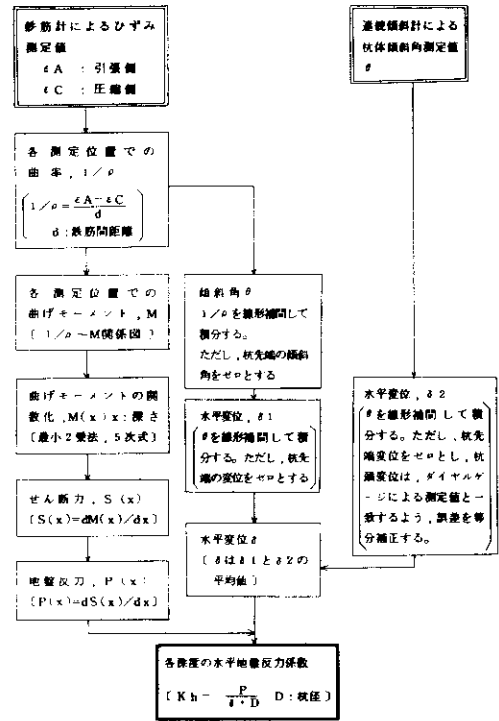 鉄筋計によるひずみ
測定値
εA : 引張側
εC : 圧縮側
連続傾斜計による
杭体傾斜角測定値
θ
各測定位置での
曲率, 1/ρ
(1/ρ=εA-εC/d
d:鉄筋間距離)
各測定位置での
曲げモーメント, M
〔1/ρ~M関係図〕
曲げモーメントの関
数化, M(x) x:深さ
〔最小2乗法, 5次式〕
せん断力, S(x)
〔S(x)=dM(x)/dx〕
地盤反力, P(x)
〔P(x)=dS(x)/dx〕
傾斜角θ
1/ρを線形補間して
積分する。
ただし,杭先端の傾斜
角をゼロとする
水平変位, δ1
(θを線形補間して積
分する。ただし,杭先
端の変位をゼロとする)
水平変位δ
〔δはδ1とδ2の
平均値〕
水平変位, δ2
(θを線形補間して積
分する。ただし、杭先
端変位をゼロとし,杭
頭変位は,ダイヤルゲ
ージによる測定値と一
致するよう,誤差を等
分補正する。)
各深度の水平地盤反力係数
〔Kh= P/δ・D D:杭径〕